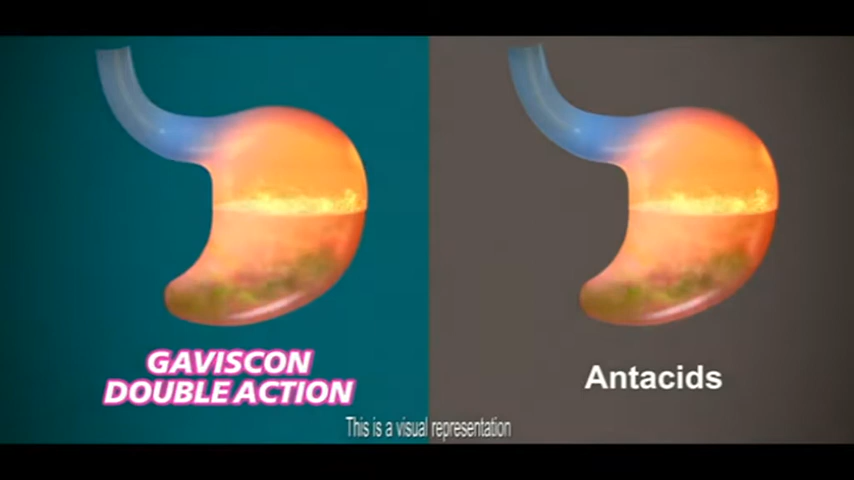 GAVISCON
DOUBLE ACTION
Antacids
This is a visual representation